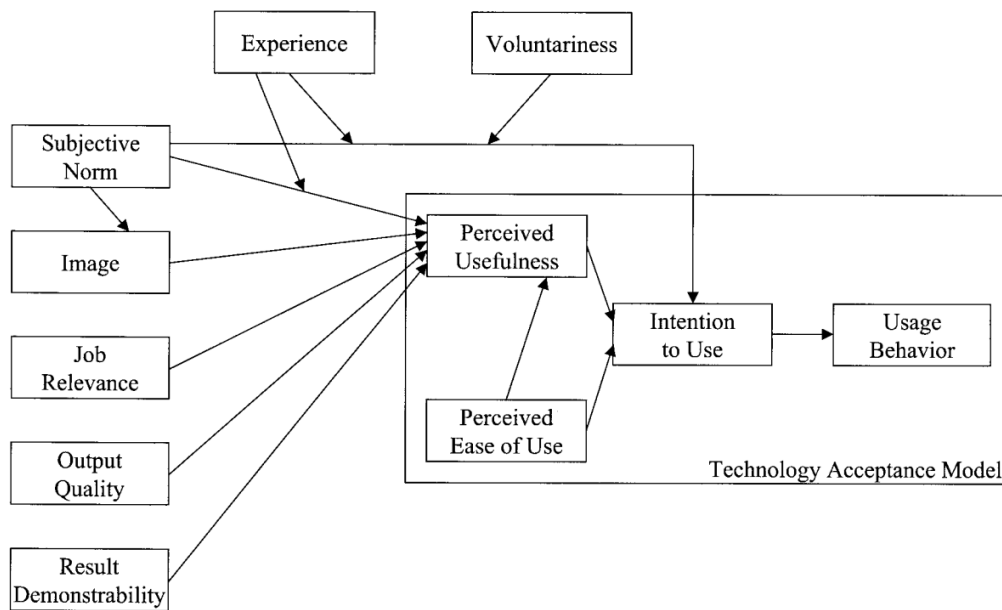 Experience
Voluntariness
Subjective
Norm
Image
Perceived
Usefulness
Intention
to Use
Usage
Behavior
Job
Relevance
Perceived
Ease of Use
Output
Quality
Technology Acceptance Model
Result
Demonstrability